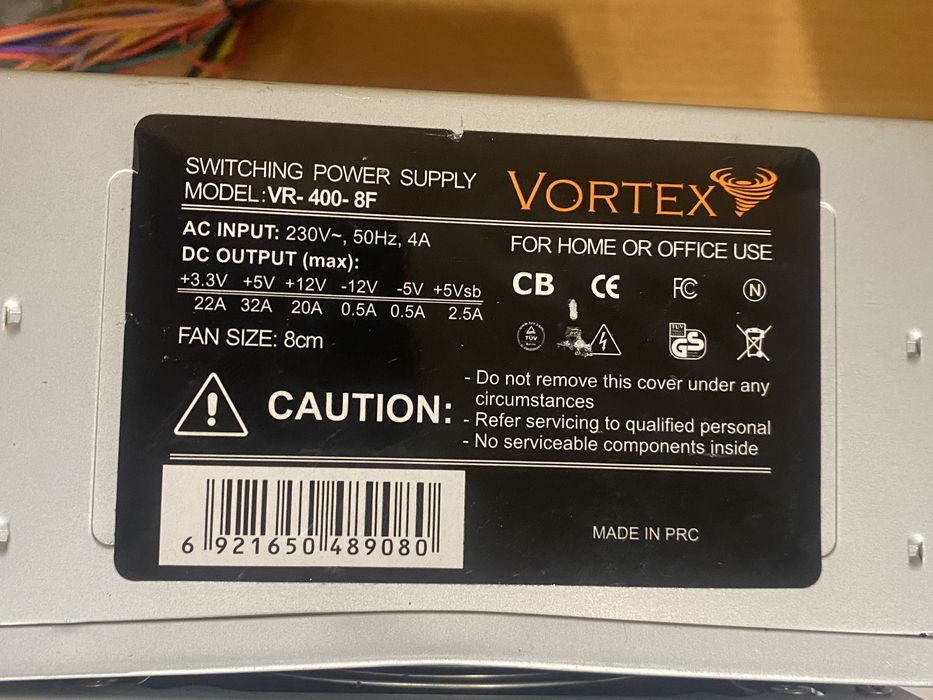 SWITCHING POWER SUPPLY
MODEL: VR- 400- 8F
VORTEX
AC INPUT: 230V~, 50Hz, 4A
DC OUTPUT (max):
+3.3V +5V +12V -12V -5V +5Vsb
22A 32A 20A 0.5A 0.5A 2.5A
FAN SIZE: 8cm
FOR HOME OR OFFICE USE
CB CE FC N
TUV TUV GS
CAUTION:
- Do not remove this cover under any
circumstances
- Refer servicing to qualified personal
- No serviceable components inside
6 921650 489080
MADE IN PRC